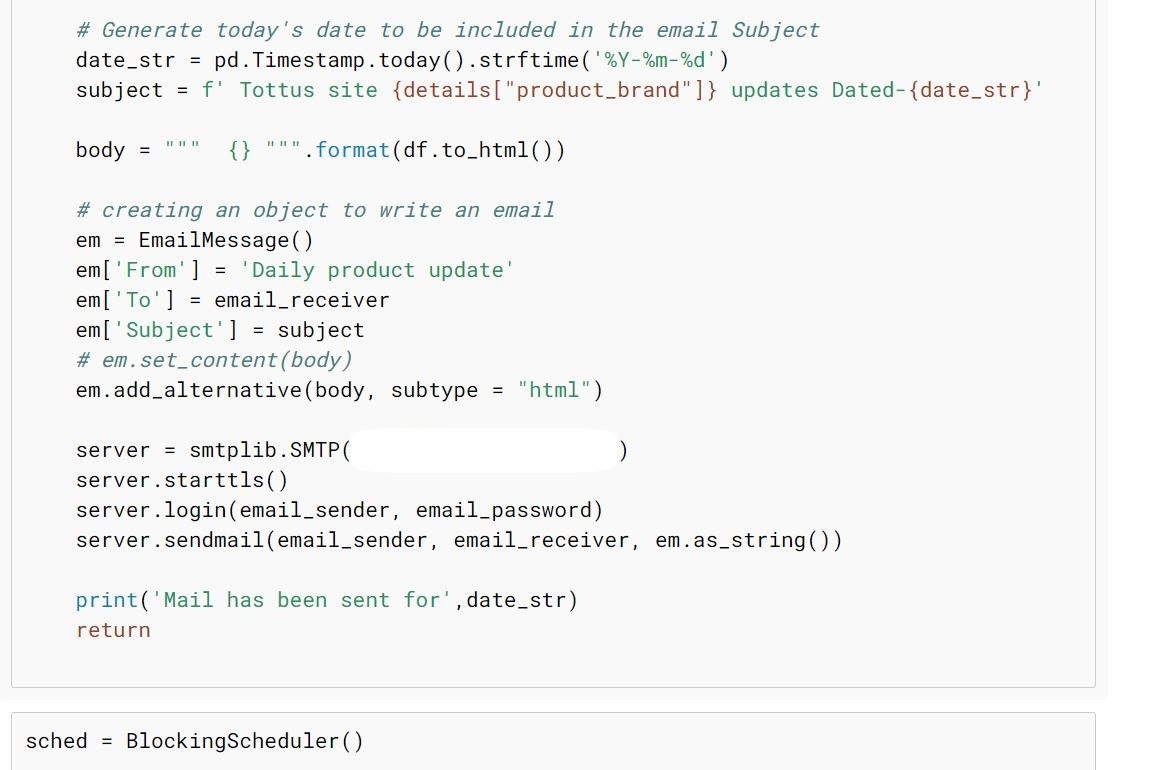 # Generate today's date to be included in the email Subject
date_str = pd.Timestamp.today().strftime('%Y-%m-%d')
subject = f' Tottus site {details["product_brand"]} updates Dated-{date_str}'
body = """  {} """.format(df.to_html())
# creating an object to write an email
em = EmailMessage()
em['From'] = 'Daily product update'
em['To'] = email_receiver
em['Subject'] = subject
# em.set_content(body)
em.add_alternative(body, subtype = "html")
server = smtplib.SMTP( )
server.starttls()
server.login(email_sender, email_password)
server.sendmail(email_sender, email_receiver, em.as_string())
print('Mail has been sent for',date_str)
return
sched = BlockingScheduler()